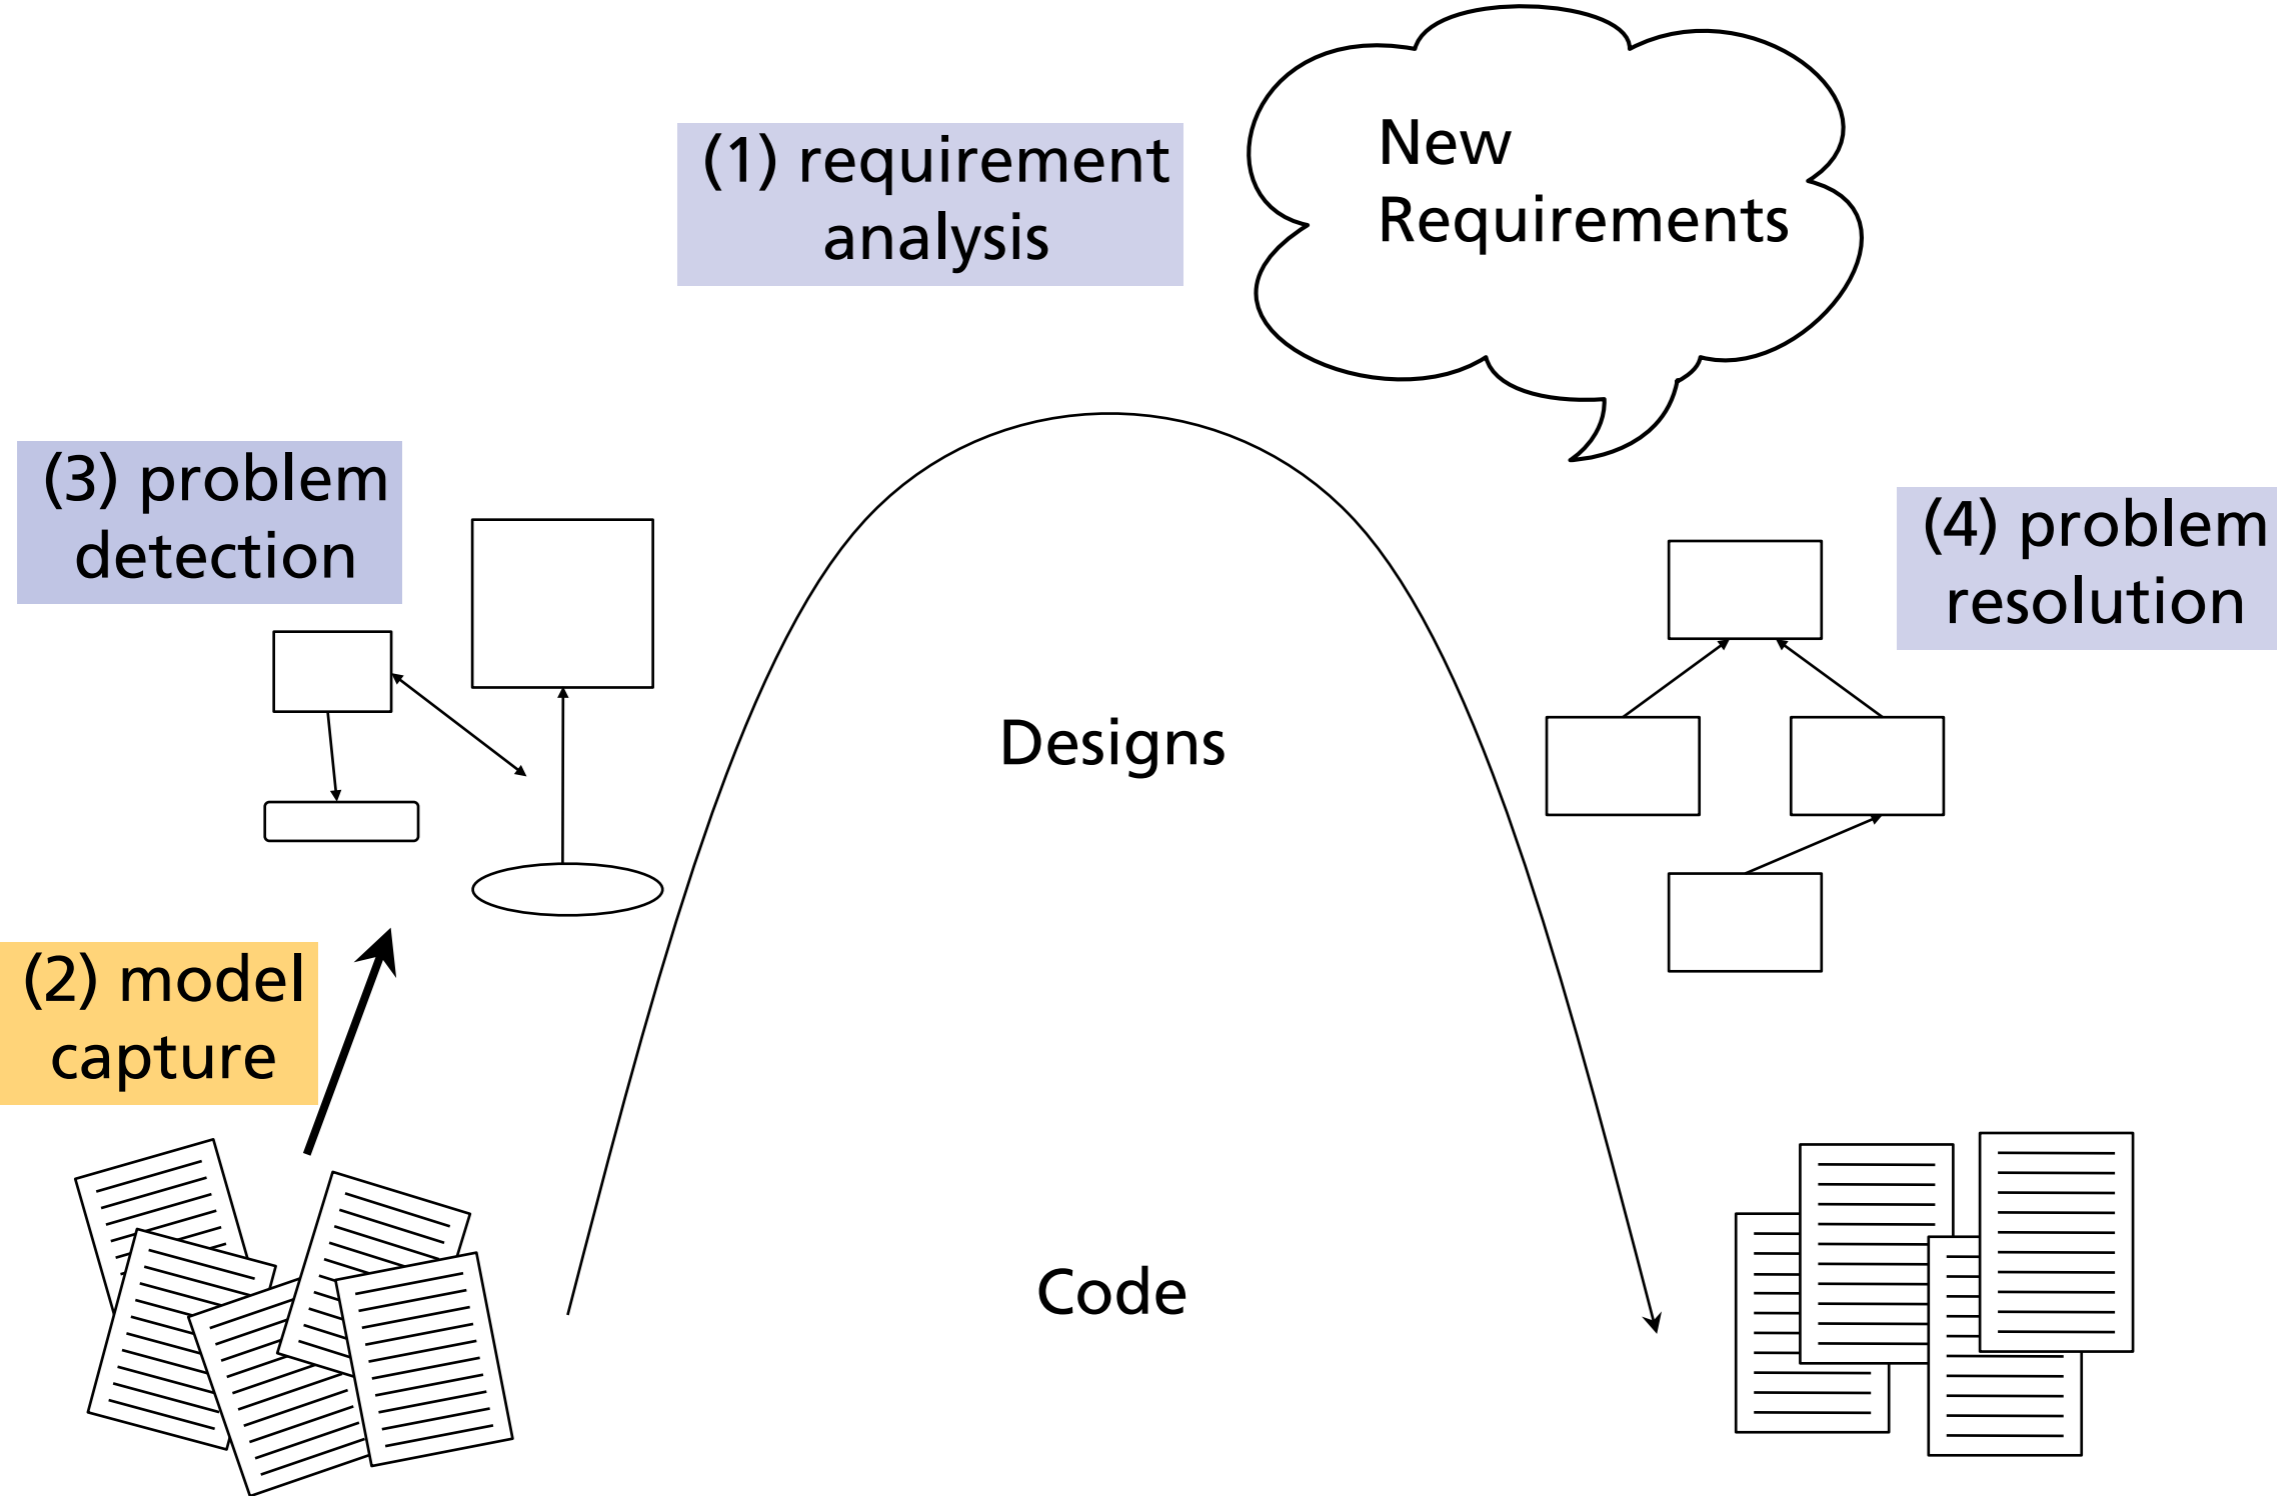 (1) requirement
analysis
New
Requirements
(3) problem
detection
(4) problem
resolution
Designs
(2) model
capture
Code